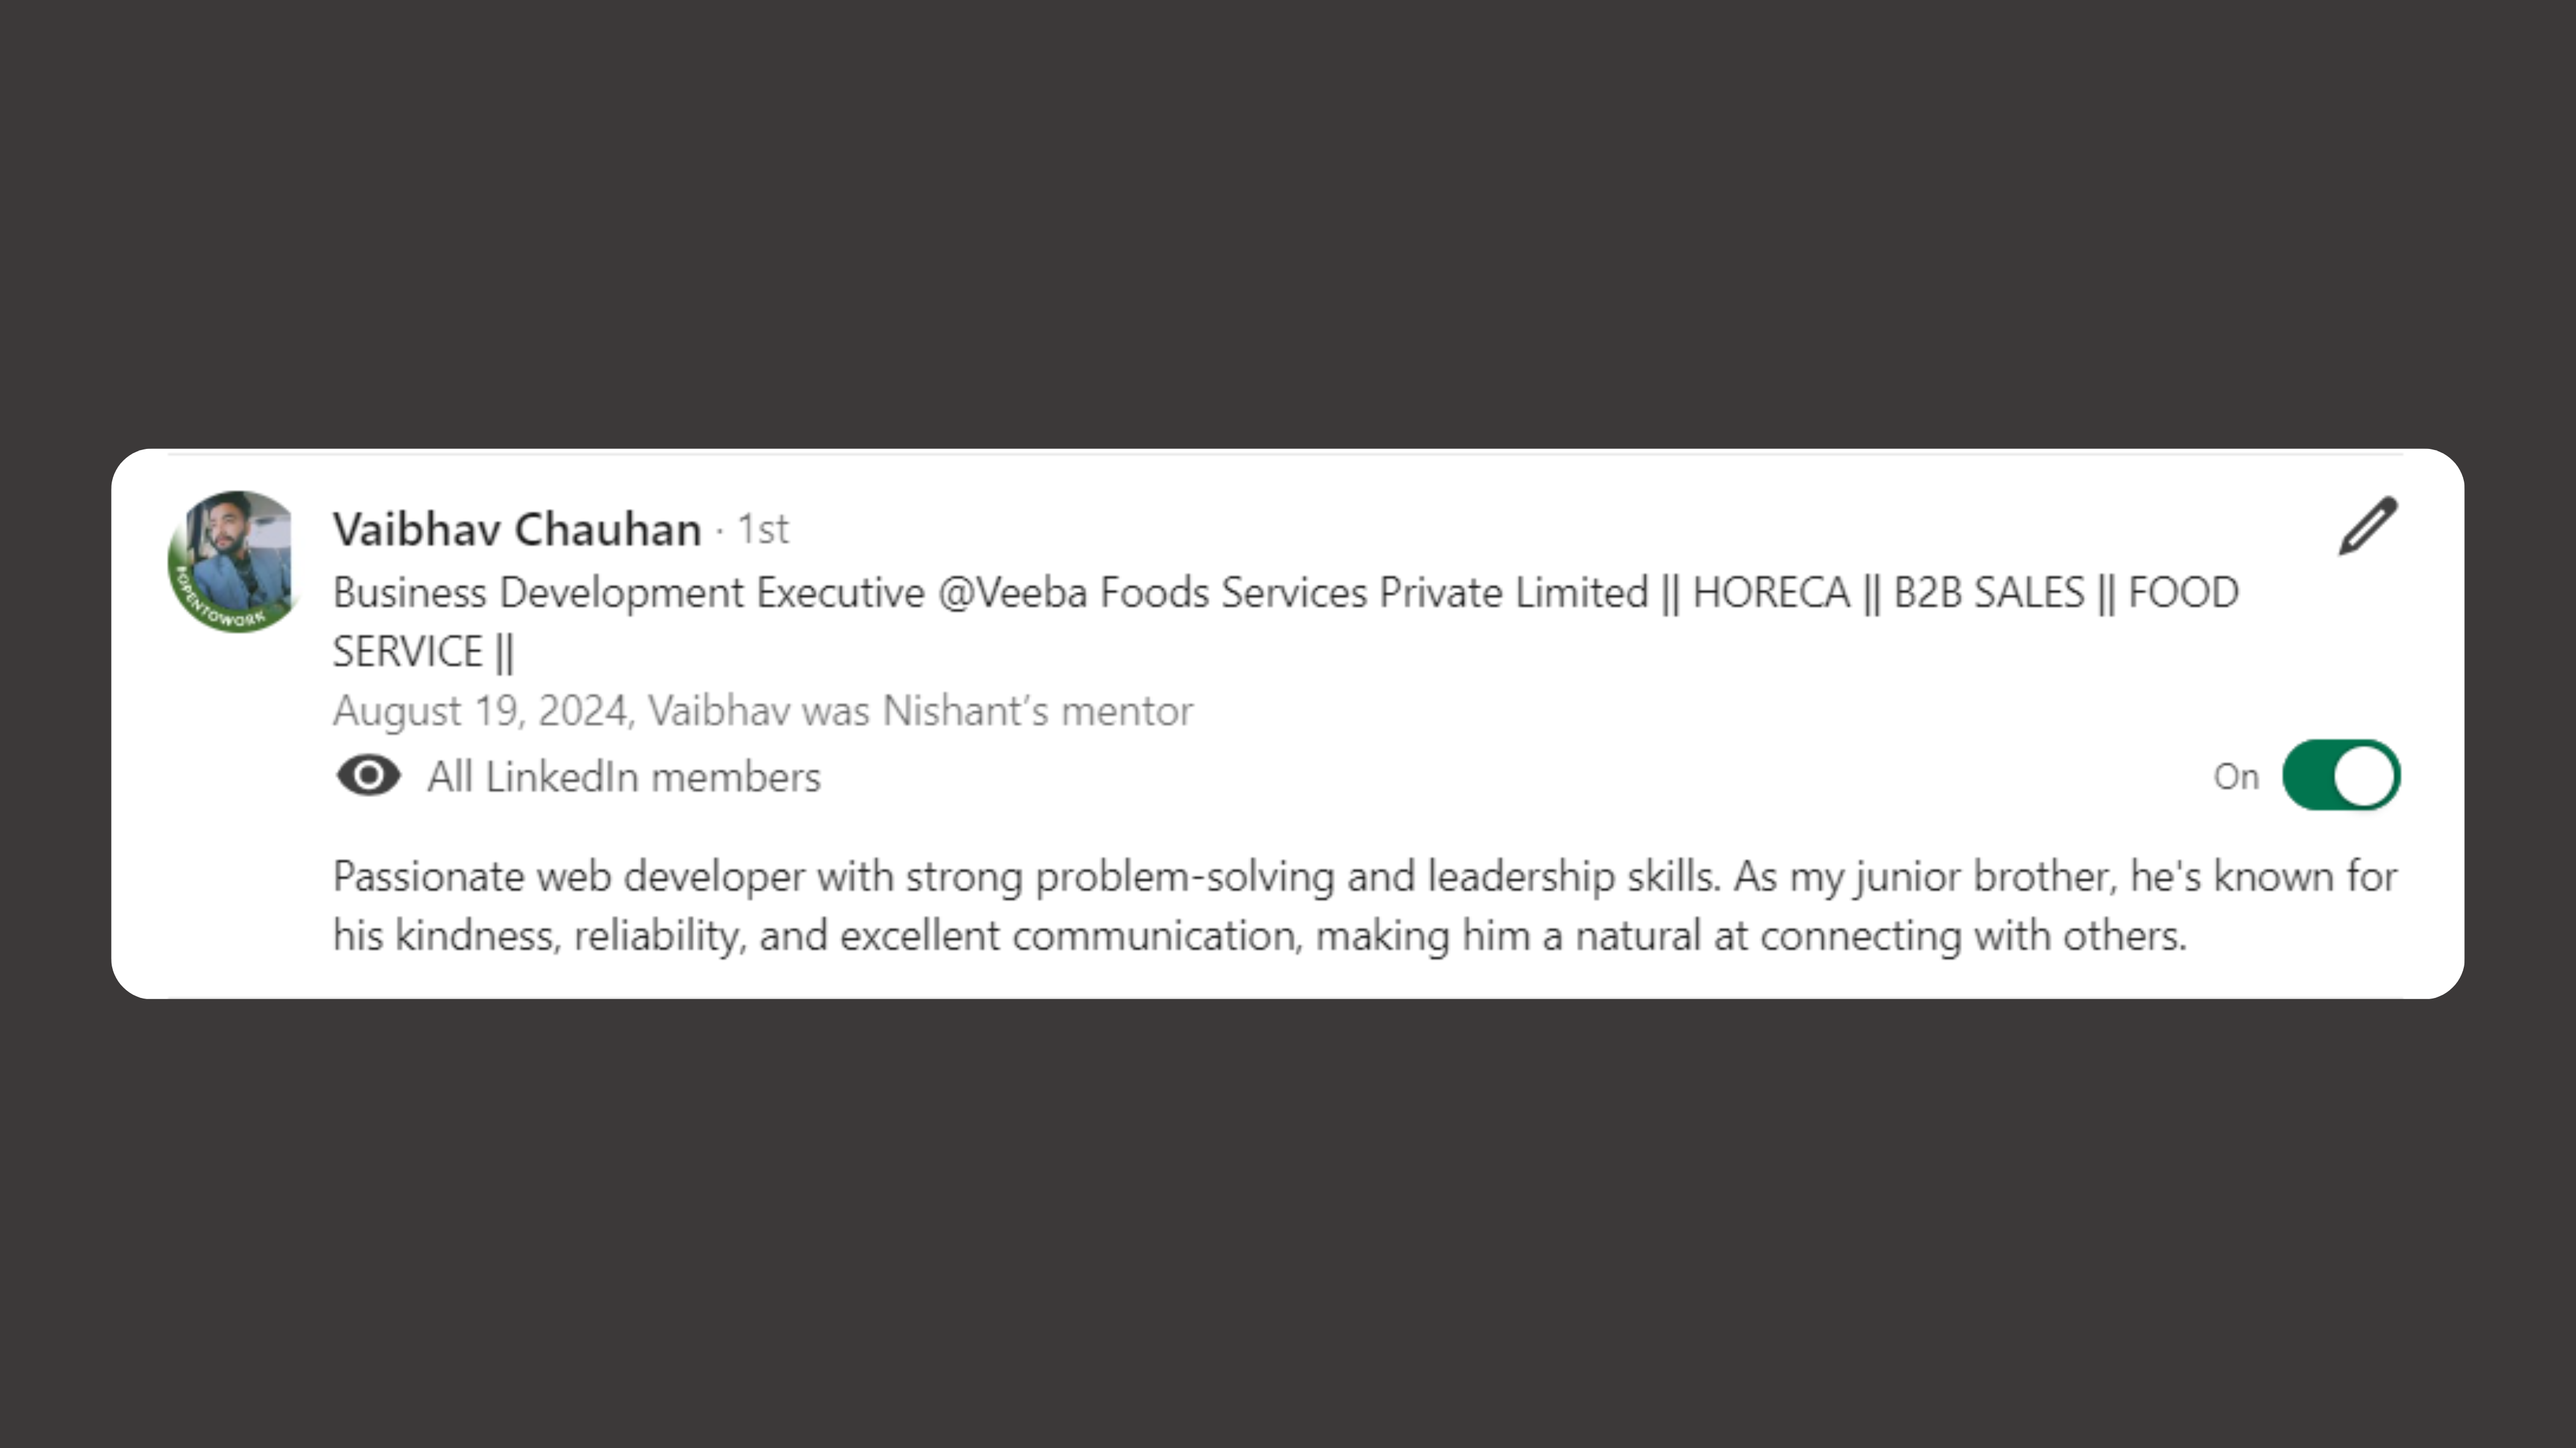 #OPENTOWORK
Vaibhav Chauhan · 1st
Business Development Executive @Veeba Foods Services Private Limited || HORECA || B2B SALES || FOOD
SERVICE ||
August 19, 2024, Vaibhav was Nishant’s mentor
All LinkedIn members
On
Passionate web developer with strong problem-solving and leadership skills. As my junior brother, he's known for
his kindness, reliability, and excellent communication, making him a natural at connecting with others.